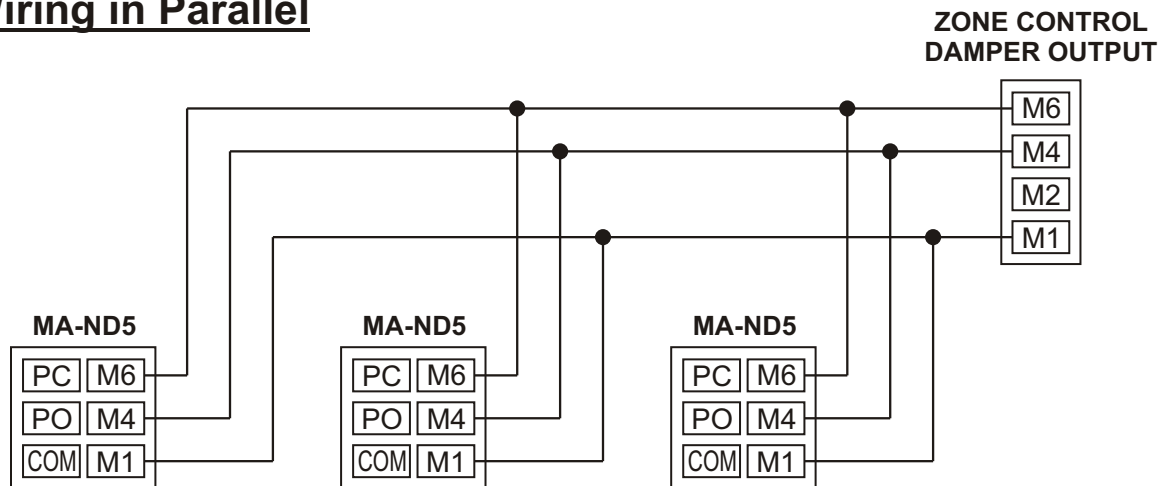 Wiring in Parallel
ZONE CONTROL
DAMPER OUTPUT
M6
M4
M2
M1
MA-ND5 MA-ND5 MA-ND5
PC M6 PC M6 PC M6
PO M4 PO M4 PO M4
COM M1 COM M1 COM M1